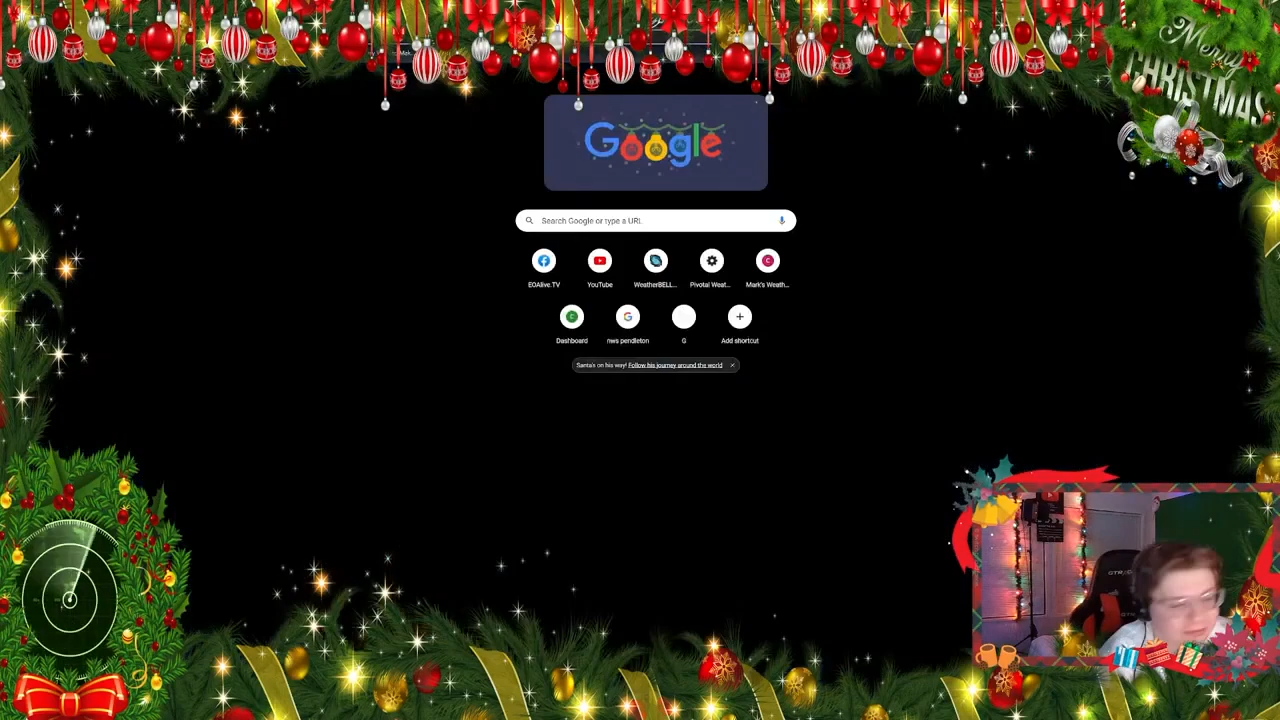 Merry
CHRISTMAS
Google
Search Google or type a URL
EOAlive.TV
YouTube
WeatherBELL...
Pivotal Weat...
Mark's Weath...
Dashboard
nws pendleton
G
Add shortcut
Santa's on his way! Follow his journey around the world